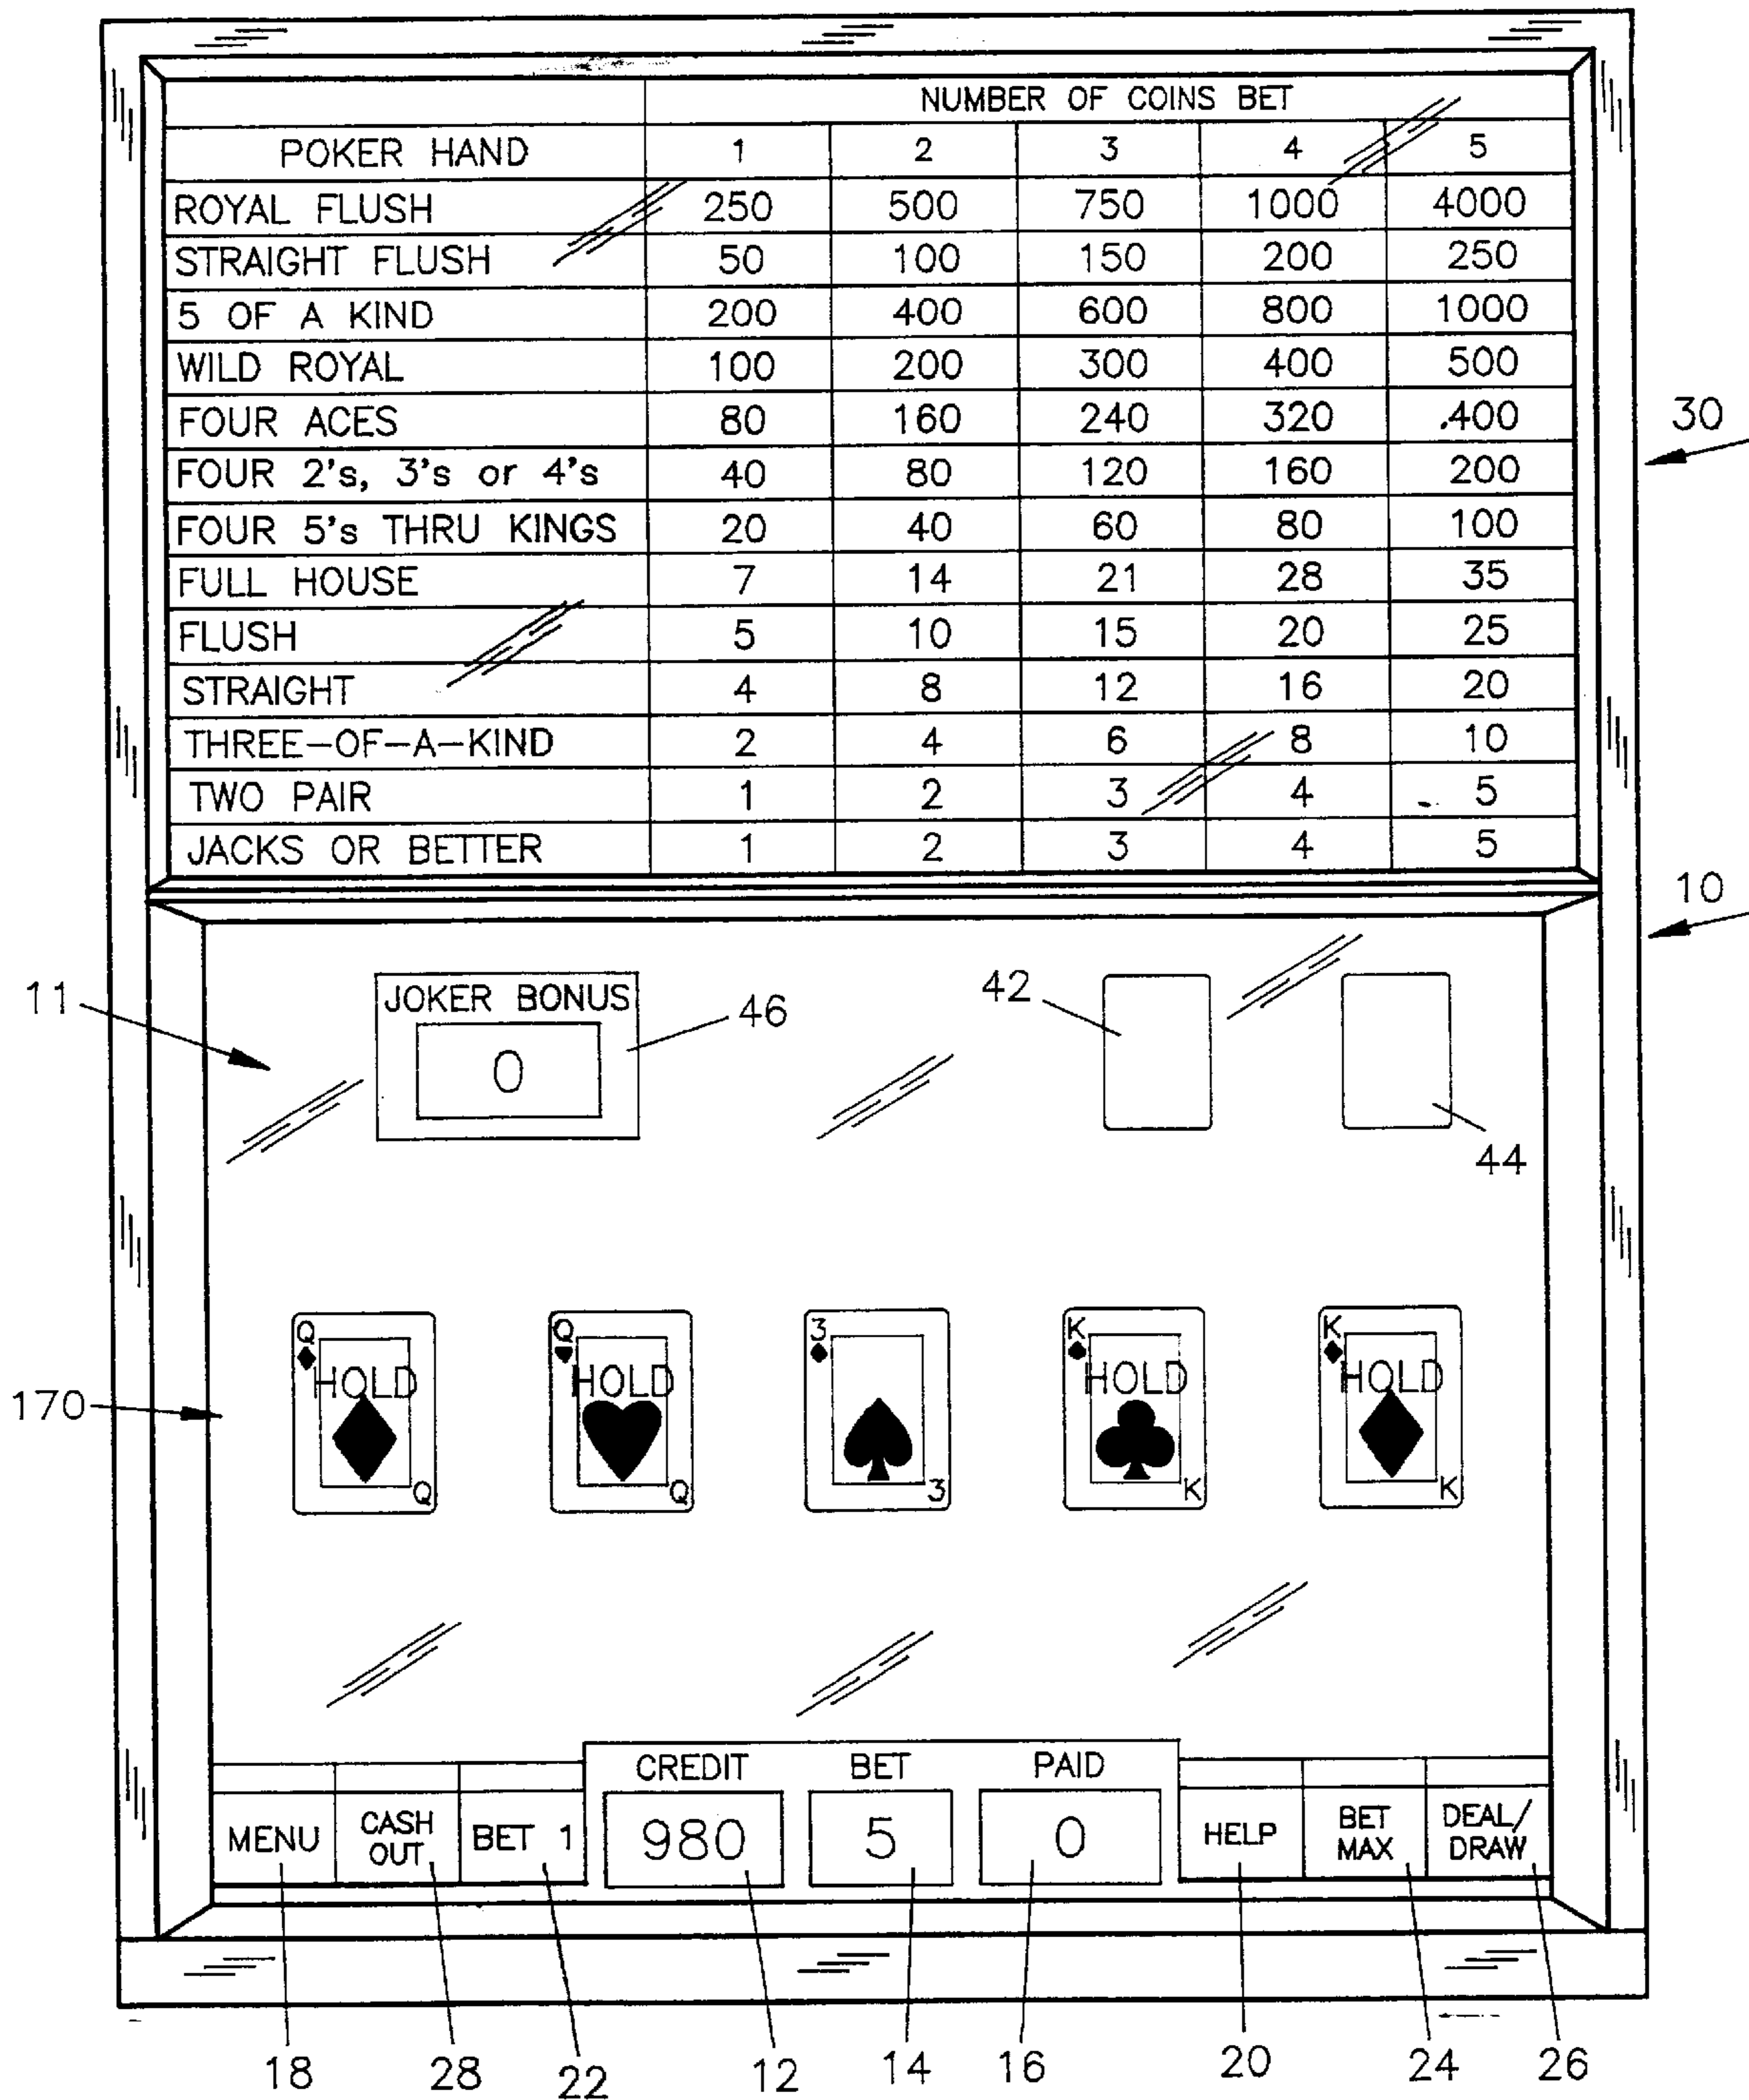 NUMBER OF COINS BET
POKER HAND 1 2 3 4 5
ROYAL FLUSH 250 500 750 1000 4000
STRAIGHT FLUSH 50 100 150 200 250
5 OF A KIND 200 400 600 800 1000
WILD ROYAL 100 200 300 400 500
FOUR ACES 80 160 240 320 400
FOUR 2's, 3's or 4's 40 80 120 160 200
FOUR 5's THRU KINGS 20 40 60 80 100
FULL HOUSE 7 14 21 28 35
FLUSH 5 10 15 20 25
STRAIGHT 4 8 12 16 20
THREE-OF-A-KIND 2 4 6 8 10
TWO PAIR 1 2 3 4 5
JACKS OR BETTER 1 2 3 4 5
30
10
11
JOKER BONUS
0
46
42
44
Q Q 3 K K
HOLD HOLD HOLD HOLD
Q Q 3 K K
170
CREDIT BET PAID
MENU
CASH
OUT
BET 1
980
5
0
HELP
BET
MAX
DEAL/
DRAW
18 28 22 12 14 16 20 24 26